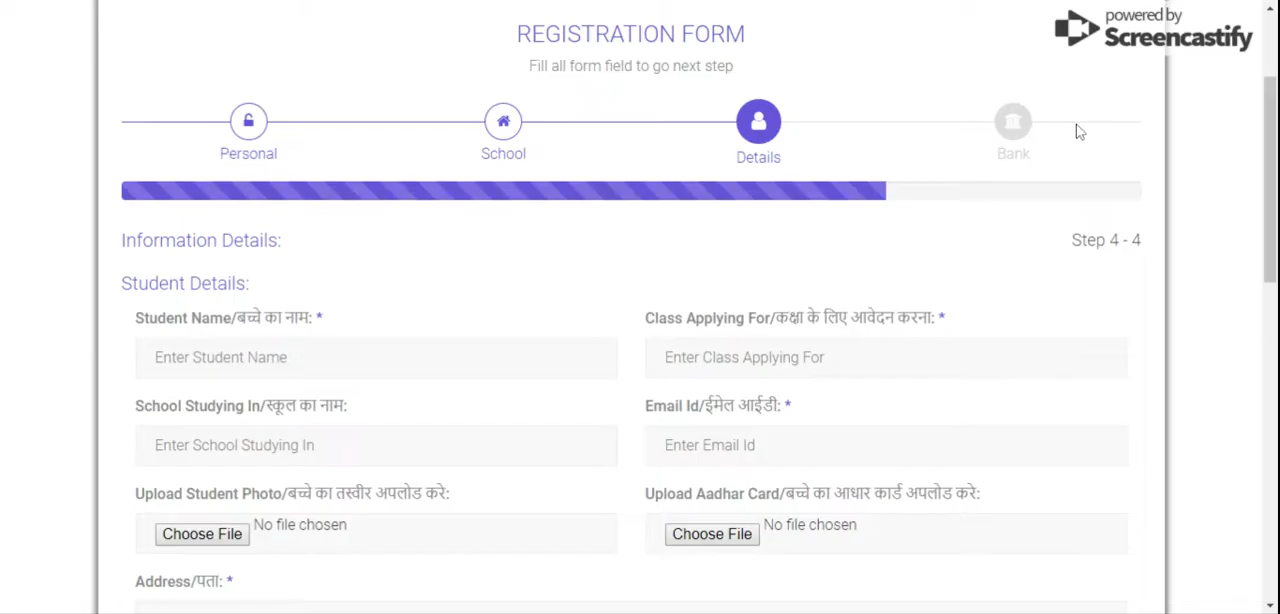 powered by
Screencastify
REGISTRATION FORM
Fill all form field to go next step
Personal
School
Details
Bank
Information Details:
Step 4 - 4
Student Details:
Student Name/बच्चे का नाम: *
Class Applying For/कक्षा के लिए आवेदन करना: *
Enter Student Name
Enter Class Applying For
School Studying In/स्कूल का नाम:
Email Id/ईमेल आईडी: *
Enter School Studying In
Enter Email Id
Upload Student Photo/बच्चे का तस्वीर अपलोड करे:
Upload Aadhar Card/बच्चे का आधार कार्ड अपलोड करे:
Choose File No file chosen
Choose File No file chosen
Address/पता: *